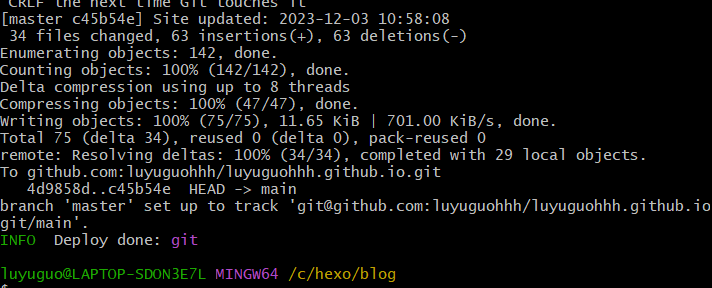 CRLF the next time Git touches it
[master c45b54e] Site updated: 2023-12-03 10:58:08
34 files changed, 63 insertions(+), 63 deletions(-)
Enumerating objects: 142, done.
Counting objects: 100% (142/142), done.
Delta compression using up to 8 threads
Compressing objects: 100% (47/47), done.
Writing objects: 100% (75/75), 11.65 KiB | 701.00 KiB/s, done.
Total 75 (delta 34), reused 0 (delta 0), pack-reused 0
remote: Resolving deltas: 100% (34/34), completed with 29 local objects.
To github.com:luyuguohhh/luyuguohhh.github.io.git
4d9858d..c45b54e  HEAD -> main
branch 'master' set up to track 'git@github.com:luyuguohhh/luyuguohhh.github.io
git/main'.
INFO  Deploy done: git
luyuguo@LAPTOP-SDON3E7L MINGW64 /c/hexo/blog
$